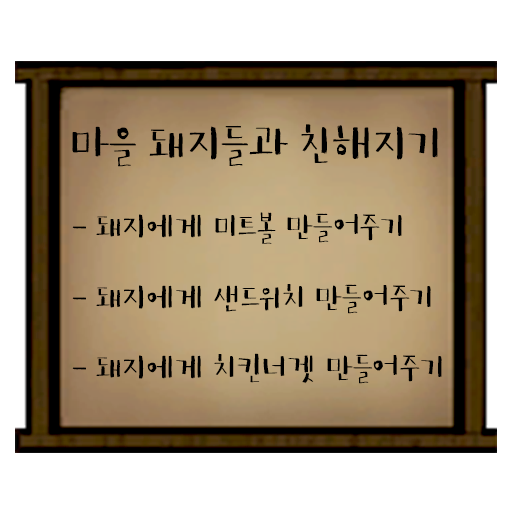 마을 돼지들과 친해지기
- 돼지에게 미트볼 만들어주기
- 돼지에게 샌드위치 만들어주기
- 돼지에게 치킨너겟 만들어주기